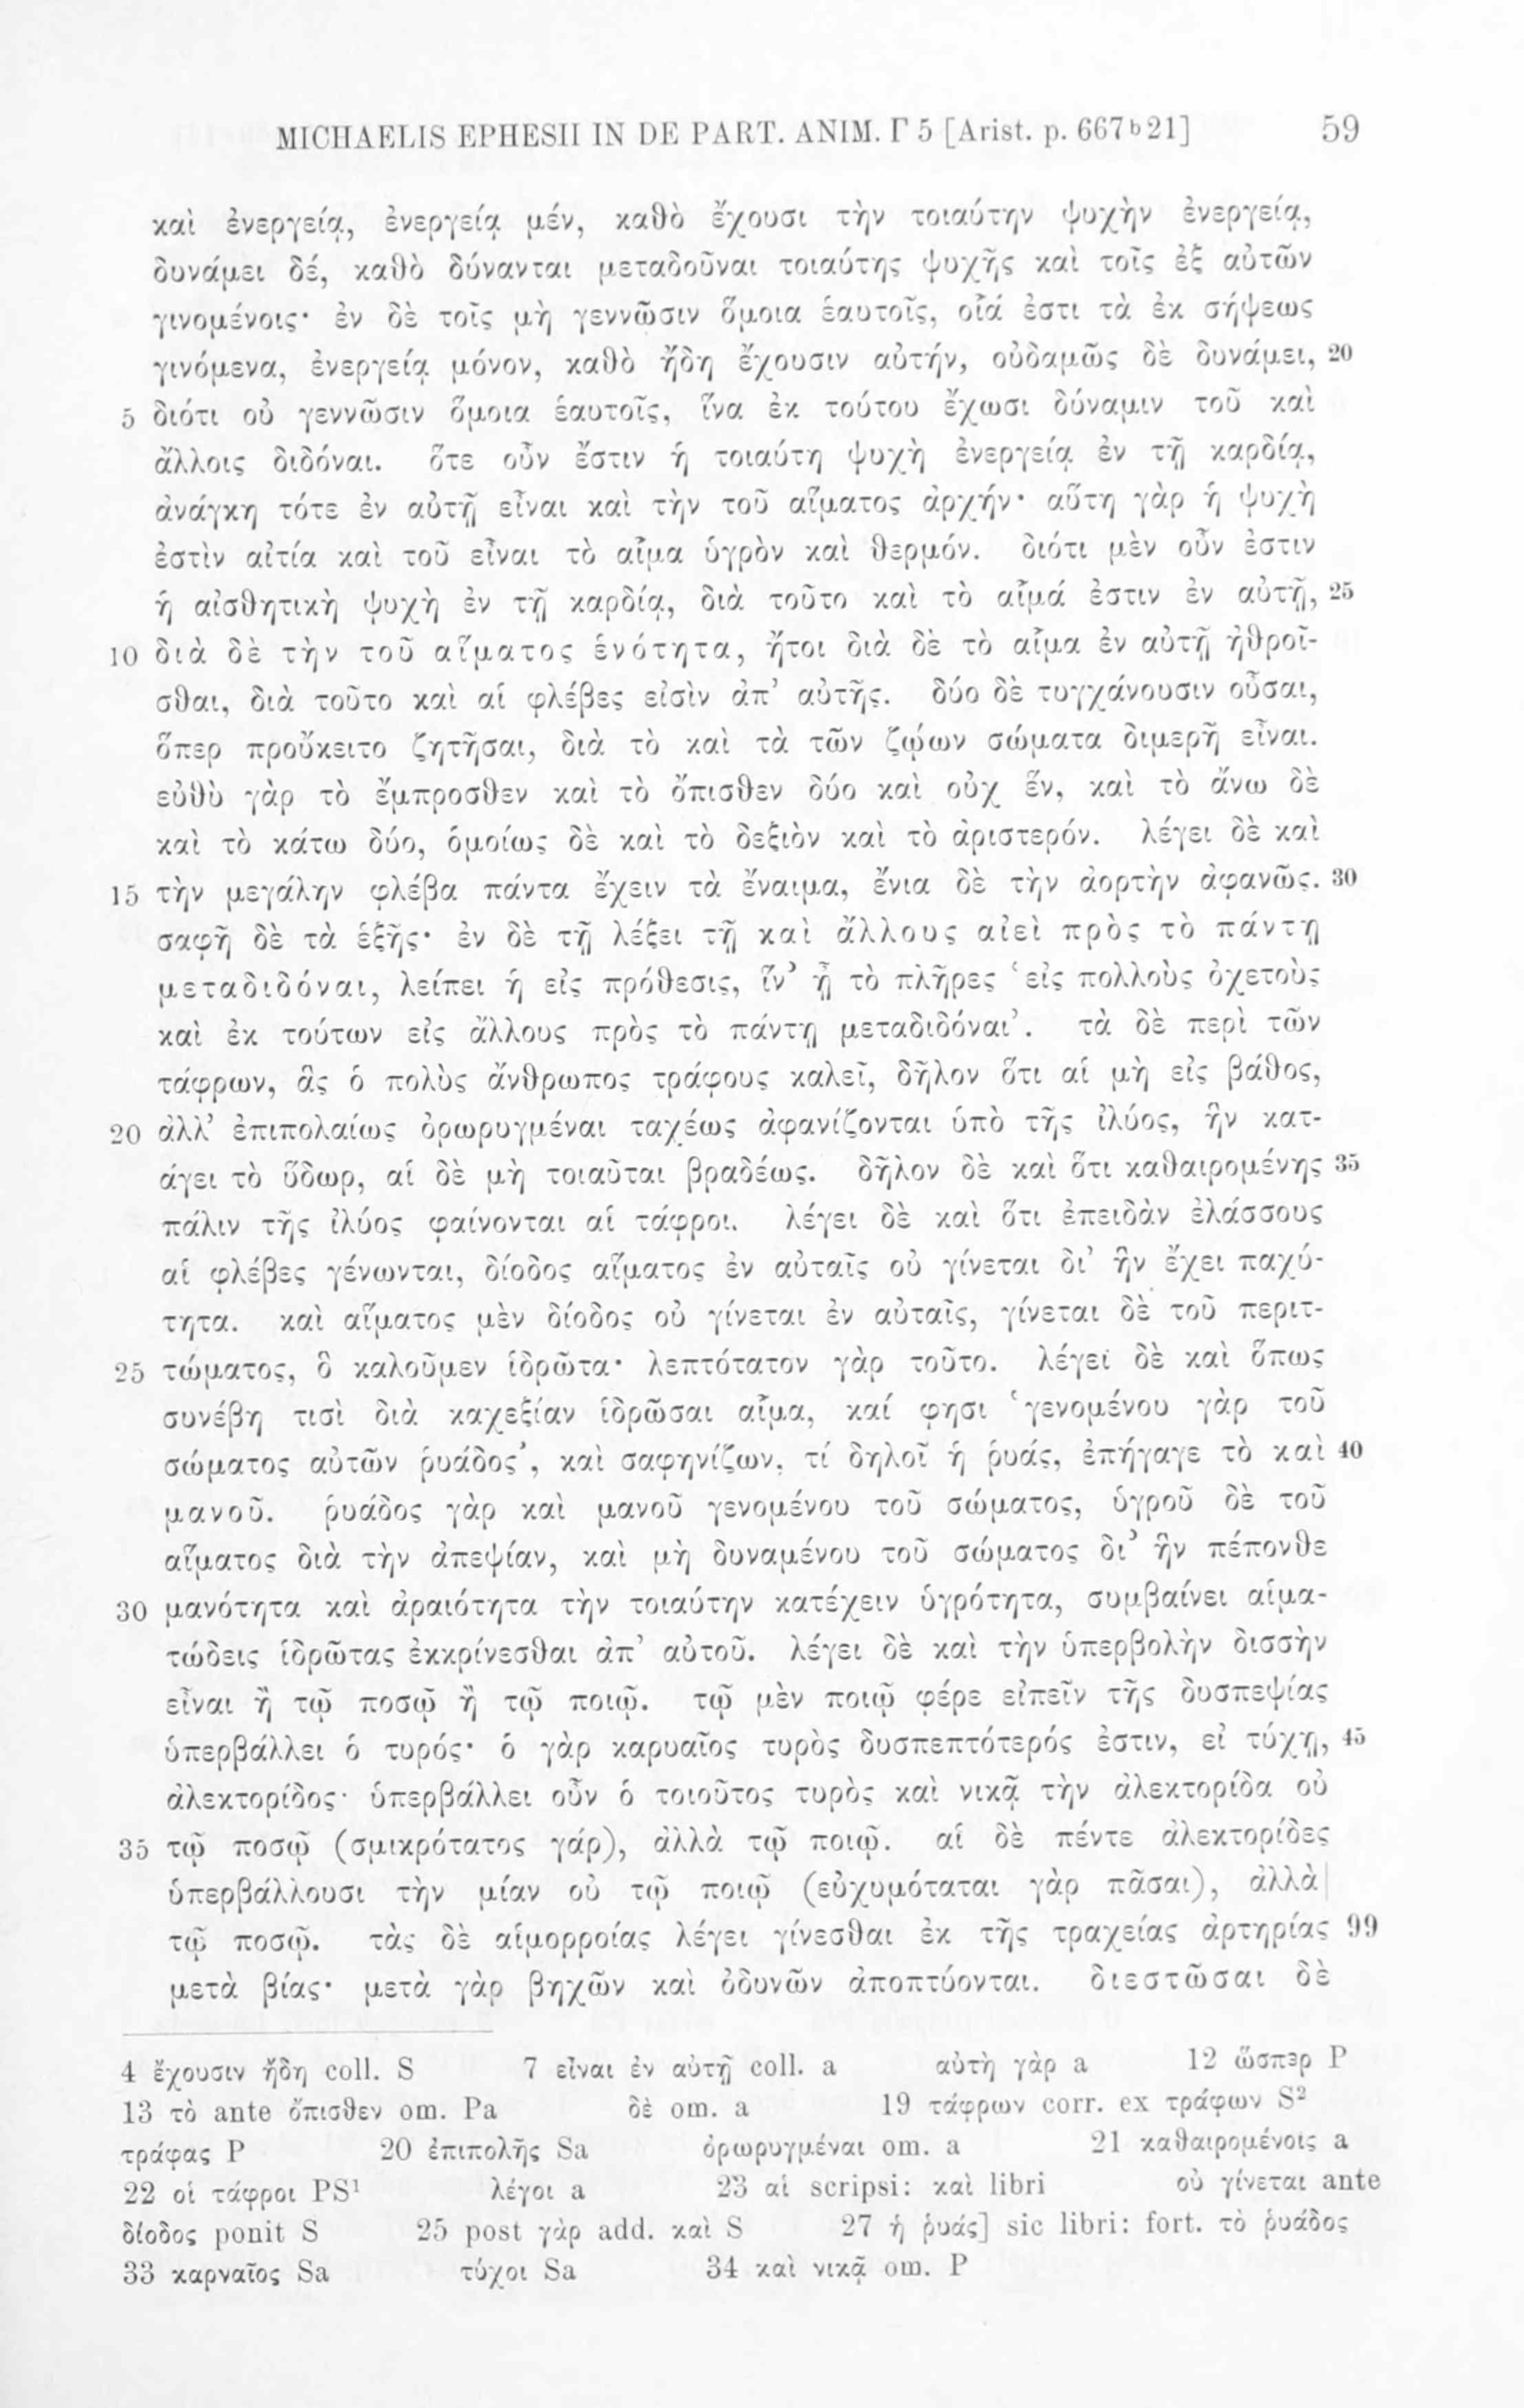 MICHAELIS EPHESII IN DE PART. ANIM. Γ 5 [Arist. p. 667b21] 59
καὶ ἐνεργείᾳ, ἐνεργείᾳ μέν, καθὸ ἔχουσι τὴν τοιαύτην ψυχὴν ἐνεργείᾳ,
δυνάμει δέ, καθὸ δύνανται μεταδοῦναι τοιαύτης ψυχῆς καὶ τοῖς ἐξ αὐτῶν
γινομένοις· ἐν δὲ τοῖς μὴ γεννῶσιν ὅμοια ἑαυτοῖς, οἷά ἐστι τὰ ἐκ σήψεως
γινόμενα, ἐνεργείᾳ μόνον, καθὸ ἤδη ἔχουσιν αὐτήν, οὐδαμῶς δὲ δυνάμει, 20
5 διότι οὐ γεννῶσιν ὅμοια ἑαυτοῖς, ἵνα ἐκ τούτου ἔχωσι δύναμιν τοῦ καὶ
ἄλλοις διδόναι. ὅτε οὖν ἔστιν ἡ τοιαύτη ψυχὴ ἐνεργείᾳ ἐν τῇ καρδίᾳ,
ἀνάγκη τότε ἐν αὐτῇ εἶναι καὶ τὴν τοῦ αἵματος ἀρχήν· αὕτη γὰρ ἡ ψυχὴ
ἐστὶν αἰτία καὶ τοῦ εἶναι τὸ αἷμα ὑγρὸν καὶ θερμόν. διότι μὲν οὖν ἐστιν
ἡ αἰσθητικὴ ψυχὴ ἐν τῇ καρδίᾳ, διὰ τοῦτο καὶ τὸ αἷμά ἐστιν ἐν αὐτῇ, 25
10 διὰ δὲ τὴν τοῦ αἵματος ἑνότητα, ἤτοι διὰ δὲ τὸ αἷμα ἐν αὐτῇ ἠθροῖ-
σθαι, διὰ τοῦτο καὶ αἱ φλέβες εἰσὶν ἀπ’ αὐτῆς. δύο δὲ τυγχάνουσιν οὖσαι,
ὅπερ προὔκειτο ζητῆσαι, διὰ τὸ καὶ τὰ τῶν ζῴων σώματα διμερῆ εἶναι.
εὐθὺ γὰρ τὸ ἔμπροσθεν καὶ τὸ ὄπισθεν δύο καὶ οὐχ ἕν, καὶ τὸ ἄνω δὲ
καὶ τὸ κάτω δύο, ὁμοίως δὲ καὶ τὸ δεξιὸν καὶ τὸ ἀριστερόν. λέγει δὲ καὶ
15 τὴν μεγάλην φλέβα πάντα ἔχειν τὰ ἔναιμα, ἔνια δὲ τὴν ἀορτὴν ἀφανῶς. 30
σαφῆ δὲ τὰ ἑξῆς· ἐν δὲ τῇ λέξει τῇ καὶ ἄλλους αἰεὶ πρὸς τὸ πάντῃ
μεταδιδόναι, λείπει ἡ εἰς πρόθεσις, ἵν’ ᾖ τὸ πλῆρες ‘εἰς πολλοὺς ὀχετοὺς
καὶ ἐκ τούτων εἰς ἄλλους πρὸς τὸ πάντῃ μεταδιδόναι’. τὰ δὲ περὶ τῶν
τάφρων, ἃς ὁ πολὺς ἄνθρωπος τράφους καλεῖ, δῆλον ὅτι αἱ μὴ εἰς βάθος,
20 ἀλλ’ ἐπιπολαίως ὀρωρυγμέναι ταχέως ἀφανίζονται ὑπὸ τῆς ἰλύος, ἣν κατ-
άγει τὸ ὕδωρ, αἱ δὲ μὴ τοιαῦται βραδέως. δῆλον δὲ καὶ ὅτι καθαιρομένης 35
πάλιν τῆς ἰλύος φαίνονται αἱ τάφροι. λέγει δὲ καὶ ὅτι ἐπειδὰν ἐλάσσους
αἱ φλέβες γένωνται, δίοδος αἵματος ἐν αὐταῖς οὐ γίνεται δι’ ἣν ἔχει παχύ-
τητα. καὶ αἵματος μὲν δίοδος οὐ γίνεται ἐν αὐταῖς, γίνεται δὲ τοῦ περιτ-
25 τώματος, ὃ καλοῦμεν ἱδρῶτα· λεπτότατον γὰρ τοῦτο. λέγει δὲ καὶ ὅπως
συνέβη τισὶ διὰ καχεξίαν ἱδρῶσαι αἷμα, καί φησι ‘γενομένου γὰρ τοῦ
σώματος αὐτῶν ῥυάδος’, καὶ σαφηνίζων, τί δηλοῖ ἡ ῥυάς, ἐπήγαγε τὸ καὶ 40
μανοῦ. ῥυάδος γὰρ καὶ μανοῦ γενομένου τοῦ σώματος, ὑγροῦ δὲ τοῦ
αἵματος διὰ τὴν ἀπεψίαν, καὶ μὴ δυναμένου τοῦ σώματος δι’ ἣν πέπονθε
30 μανότητα καὶ ἀραιότητα τὴν τοιαύτην κατέχειν ὑγρότητα, συμβαίνει αἱμα-
τώδεις ἱδρῶτας ἐκκρίνεσθαι ἀπ’ αὐτοῦ. λέγει δὲ καὶ τὴν ὑπερβολὴν δισσὴν
εἶναι ἢ τῷ ποσῷ ἢ τῷ ποιῷ. τῷ μὲν ποιῷ φέρε εἰπεῖν τῆς δυσπεψίας
ὑπερβάλλει ὁ τυρός· ὁ γὰρ καρυαῖος τυρὸς δυσπεπτότερός ἐστιν, εἰ τύχῃ, 45
ἀλεκτορίδος· ὑπερβάλλει οὖν ὁ τοιοῦτος τυρὸς καὶ νικᾷ τὴν ἀλεκτορίδα οὐ
35 τῷ ποσῷ (σμικρότατος γάρ), ἀλλὰ τῷ ποιῷ. αἱ δὲ πέντε ἀλεκτορίδες
ὑπερβάλλουσι τὴν μίαν οὐ τῷ ποιῷ (εὐχυμόταται γὰρ πᾶσαι), ἀλλὰ|
τῷ ποσῷ. τὰς δὲ αἱμορροίας λέγει γίνεσθαι ἐκ τῆς τραχείας ἀρτηρίας 99
μετὰ βίας· μετὰ γὰρ βηχῶν καὶ ὀδυνῶν ἀποπτύονται. διεστῶσαι δὲ
4 ἔχουσιν ἤδη coll. S 7 εἶναι ἐν αὐτῇ coll. a αὐτὴ γὰρ a 12 ὥσπερ P
13 τὸ ante ὄπισθεν om. Pa δὲ om. a 19 τάφρων corr. ex τράφων S²
τράφας P 20 ἐπιπολῆς Sa ὀρωρυγμέναι om. a 21 καθαιρομένοις a
22 οἱ τάφροι PS¹ λέγοι a 23 αἱ scripsi: καὶ libri οὐ γίνεται ante
δίοδος ponit S 25 post γὰρ add. καὶ S 27 ἡ ῥυάς] sic libri: fort. τὸ ῥυάδος
33 καρναῖος Sa τύχοι Sa 34 καὶ νικᾷ om. P